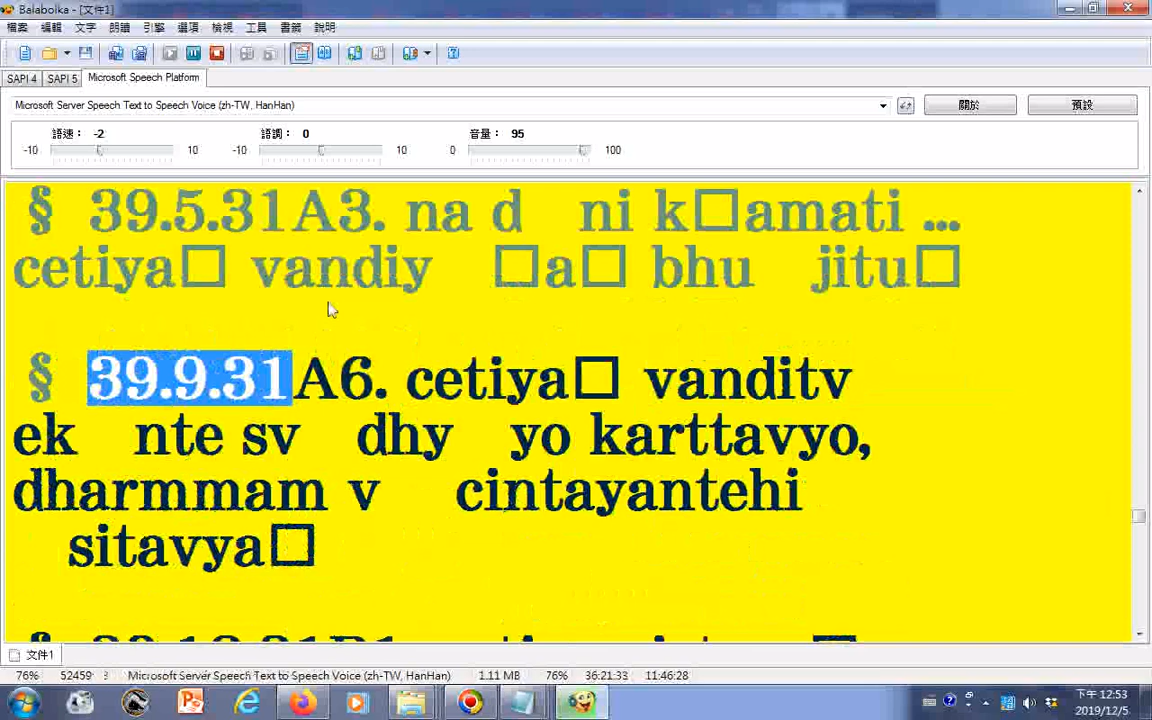 Balabolka - [文件1]
檔案 編輯 文字 朗讀 引擎 選項 檢視 工具 書籤 說明
SAPI 4 SAPI 5 Microsoft Speech Platform
Microsoft Server Speech Text to Speech Voice (zh-TW, HanHan) 關於 預設
語速： -2 語調： 0 音量： 95
-10 10 -10 10 0 100
§ 39.5.31A3. na d ni k□amati ...
cetiya□ vandiy □a□ bhu jitu□
§ 39.9.31A6. cetiya□ vanditv
ek nte sv dhy yo karttavyo,
dharmmam v cintayantehi
sitavya□
文件1
76% 52459 Microsoft Server Speech Text to Speech Voice (zh-TW, HanHan) 1.11 MB 76% 36:21:33 11:46:28
下午 12:53
2019/12/5